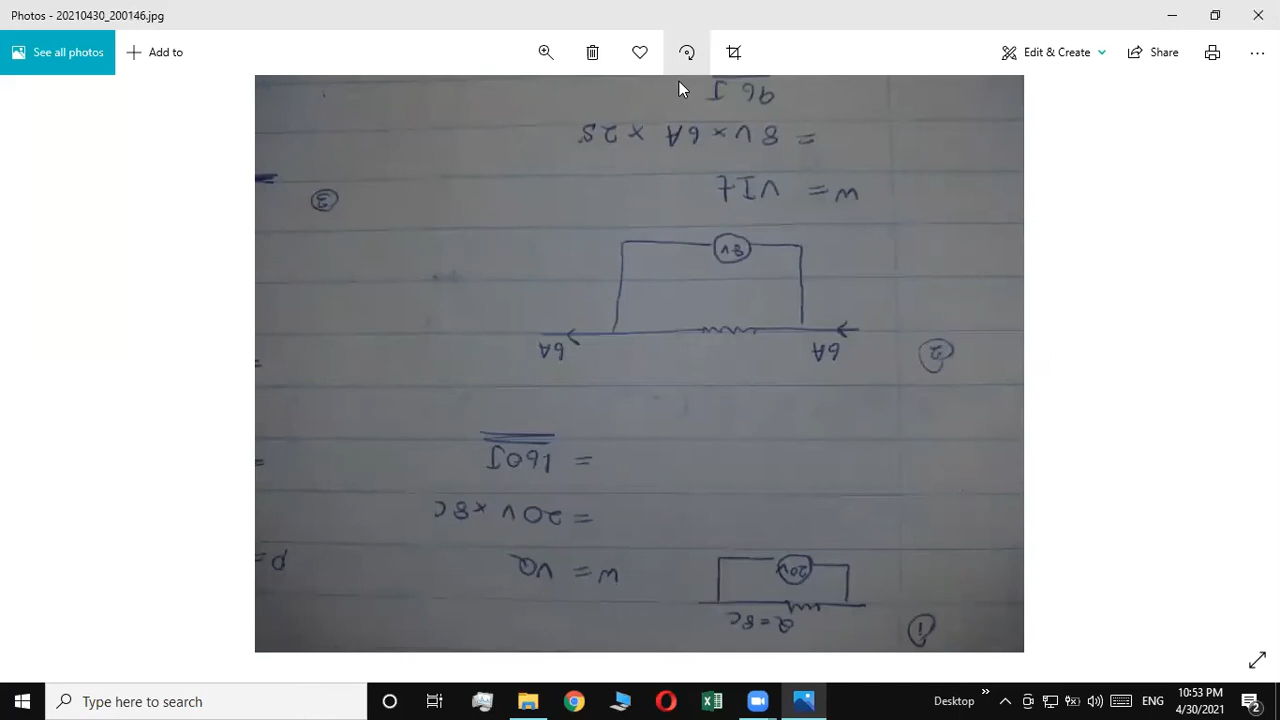 Photos - 20210430_200146.jpg
See all photos
Add to
Edit & Create
Share
①
Q=8C
20V
W = VQ
= 20V × 8C
= 160J
②
6A
6A
8V
W = VIt
= 8V × 6A × 2S
96 J
P=
=
=
③
Type here to search
Desktop
ENG
10:53 PM
4/30/2021
2